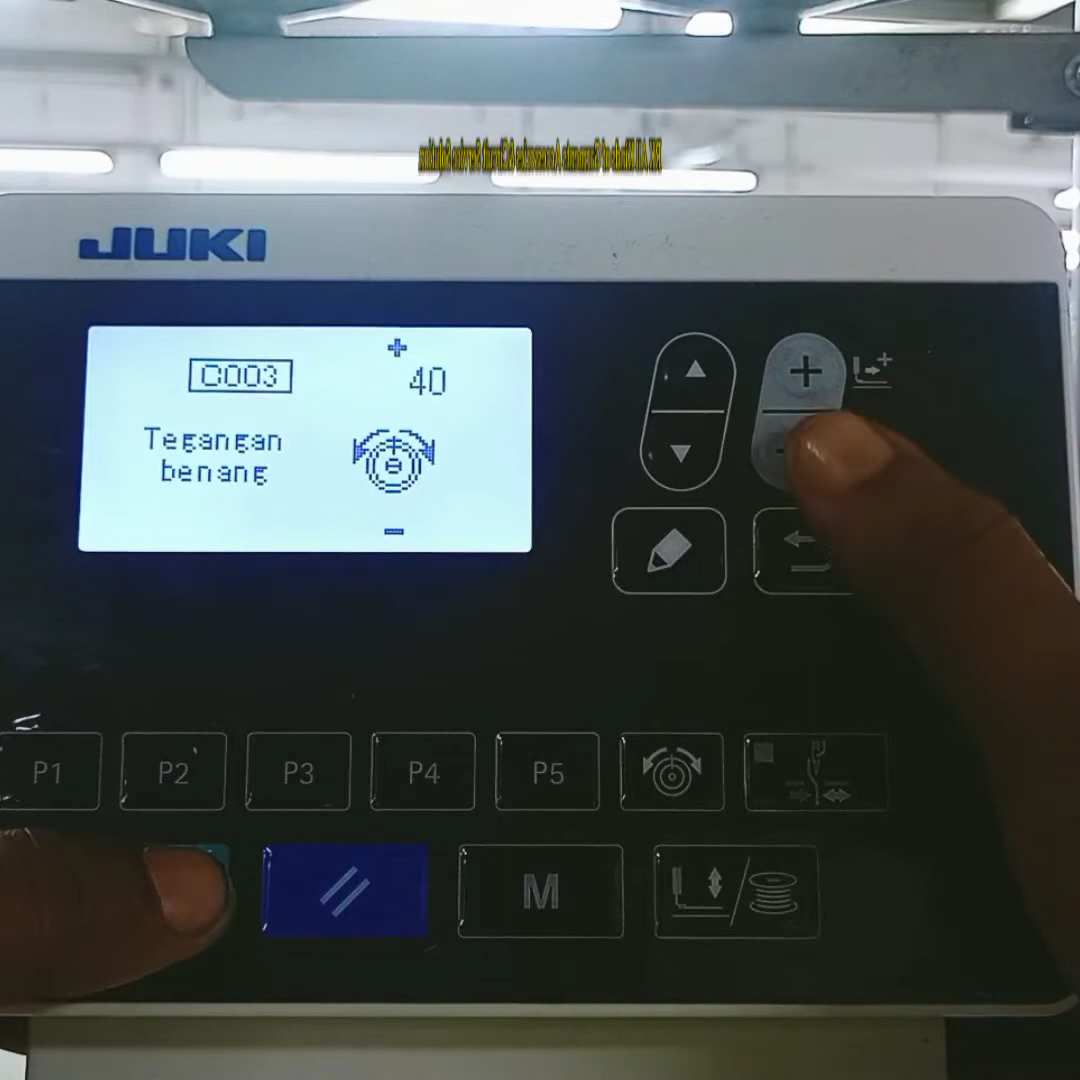 JUKI
+
C003
40
Tegangan
benang
-
+
P1
P2
P3
P4
P5
M